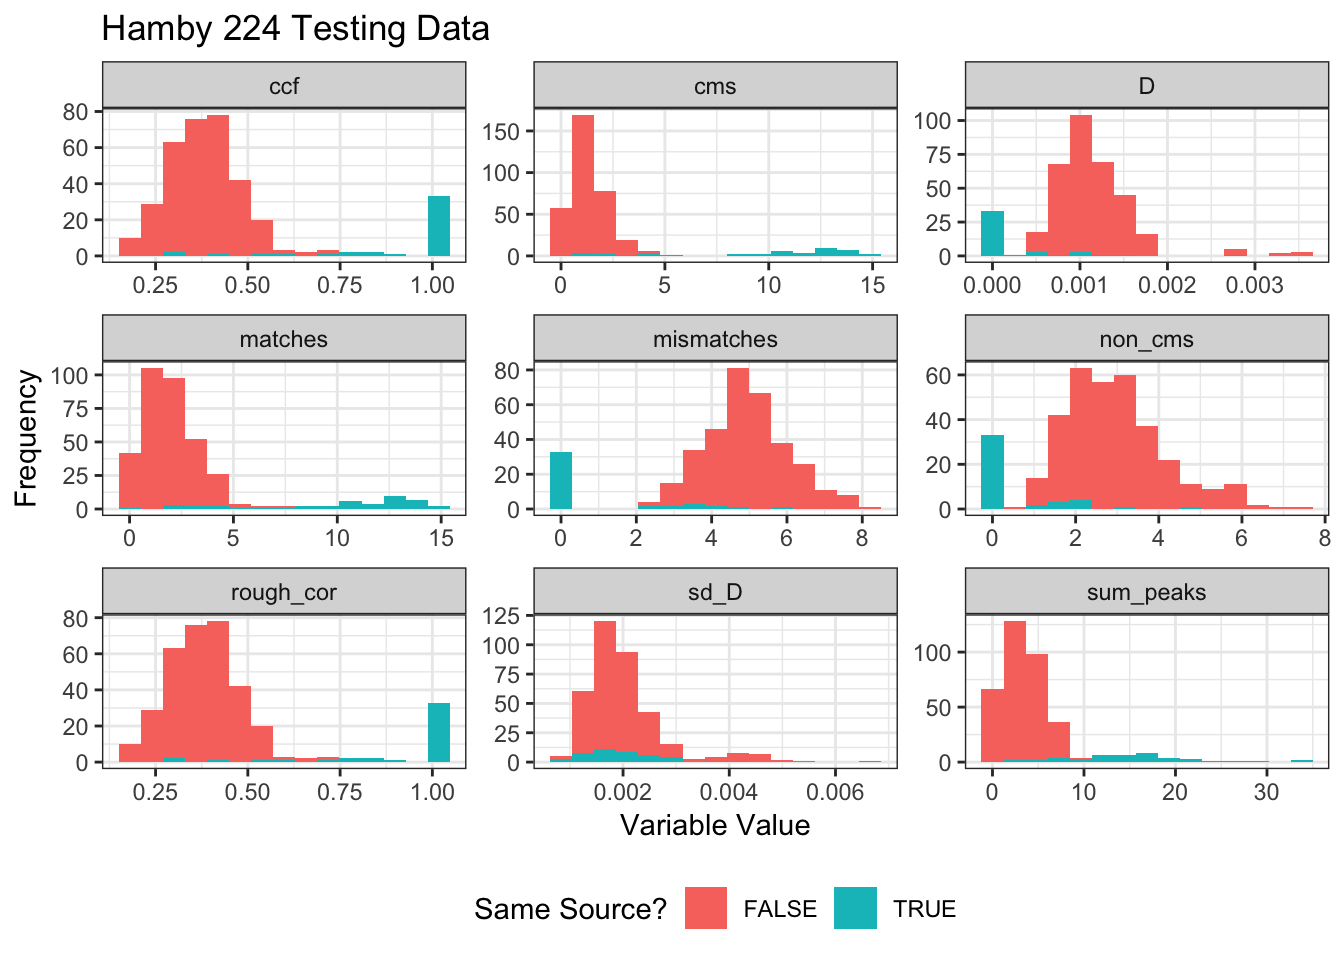 Hamby 224 Testing Data
ccf
cms
D
80
60
40
20
0
0.25 0.50 0.75 1.00
150
100
50
0
0 5 10 15
100
75
50
25
0
0.000 0.001 0.002 0.003
matches
mismatches
non_cms
Frequency
100
75
50
25
0
0 5 10 15
80
60
40
20
0
0 2 4 6 8
60
40
20
0
0 2 4 6 8
rough_cor
sd_D
sum_peaks
80
60
40
20
0
0.25 0.50 0.75 1.00
125
100
75
50
25
0
0.002 0.004 0.006
100
50
0
0 10 20 30
Variable Value
Same Source? FALSE TRUE